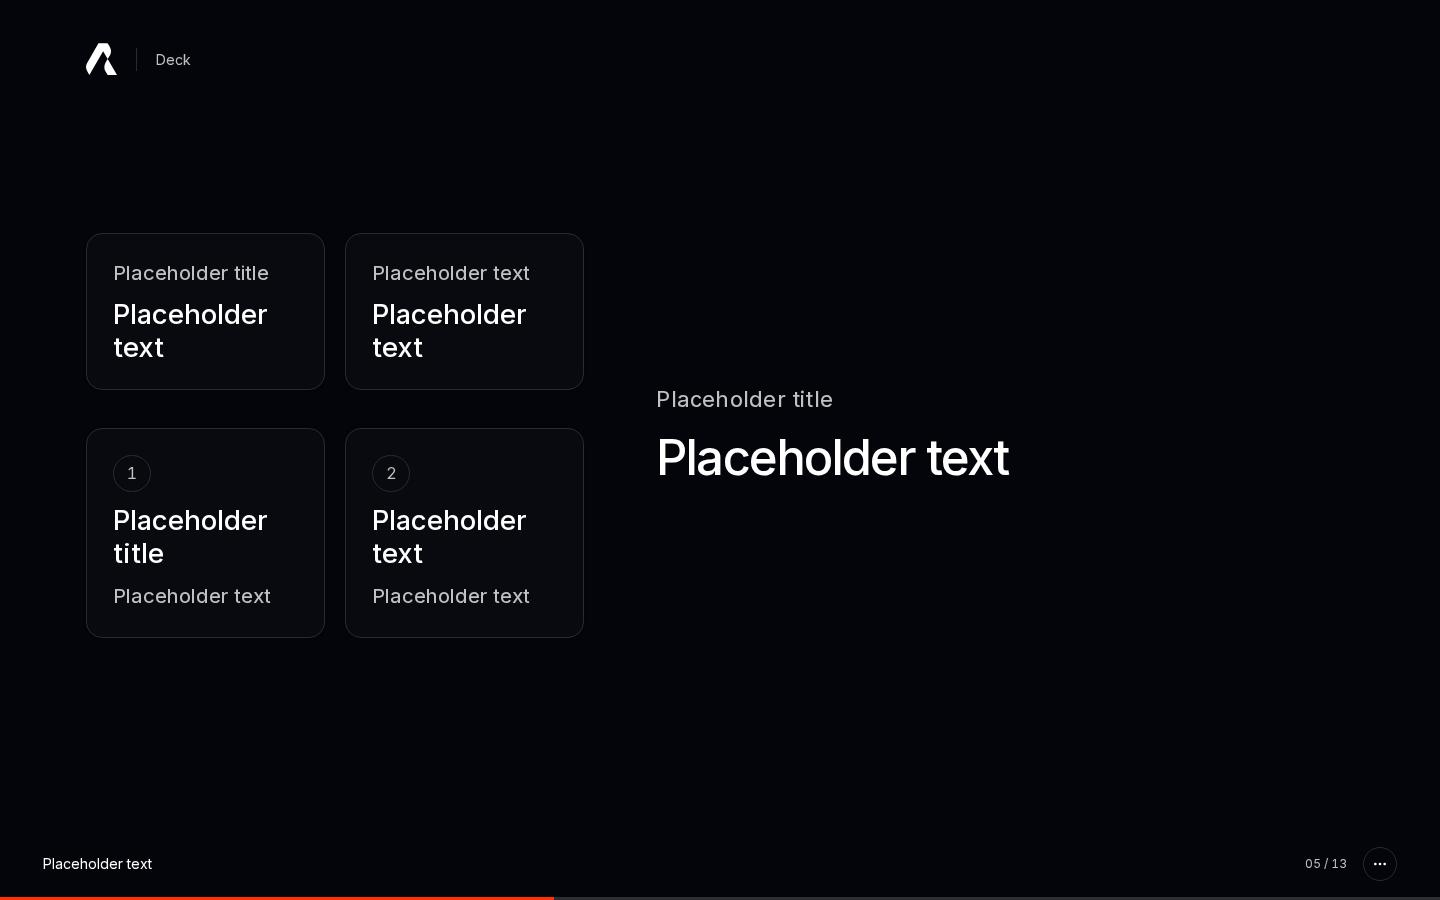 Deck
Placeholder title
Placeholder
text
Placeholder text
Placeholder
text
1
Placeholder
title
Placeholder text
2
Placeholder
text
Placeholder text
Placeholder title
Placeholder text
Placeholder text
05 / 13